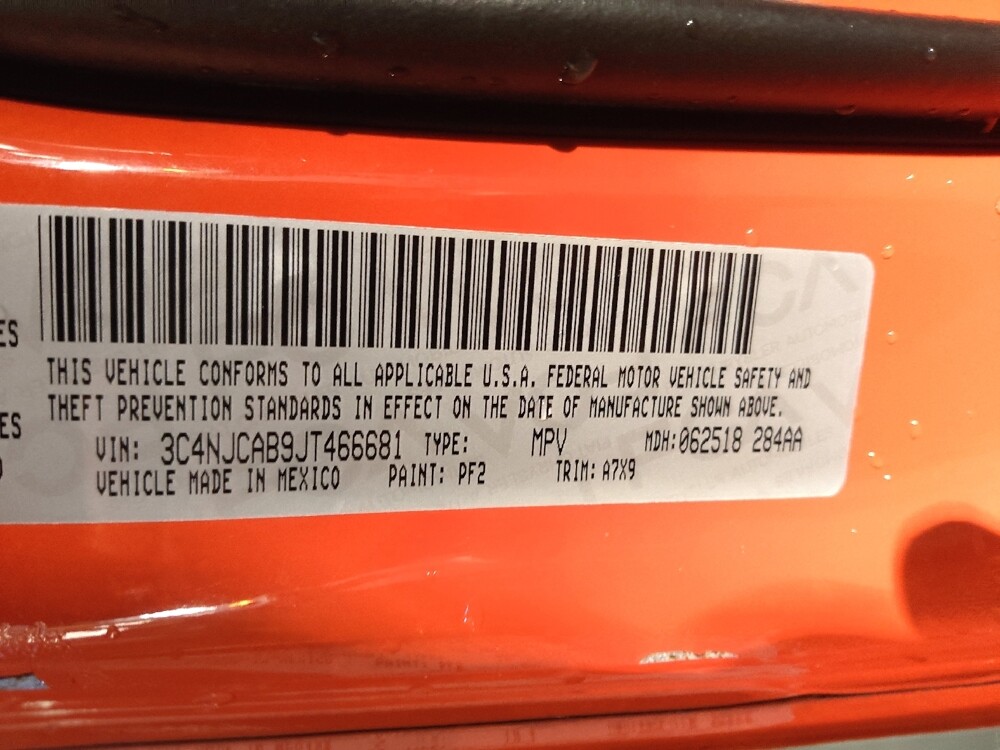 ES
THIS VEHICLE CONFORMS TO ALL APPLICABLE U.S.A. FEDERAL MOTOR VEHICLE SAFETY AND
ES
THEFT PREVENTION STANDARDS IN EFFECT ON THE DATE OF MANUFACTURE SHOWN ABOVE.
VIN: 3C4NJCAB9JT466681 TYPE: MPV MDH:062518 284AA
VEHICLE MADE IN MEXICO PAINT: PF2 TRIM: A7X9